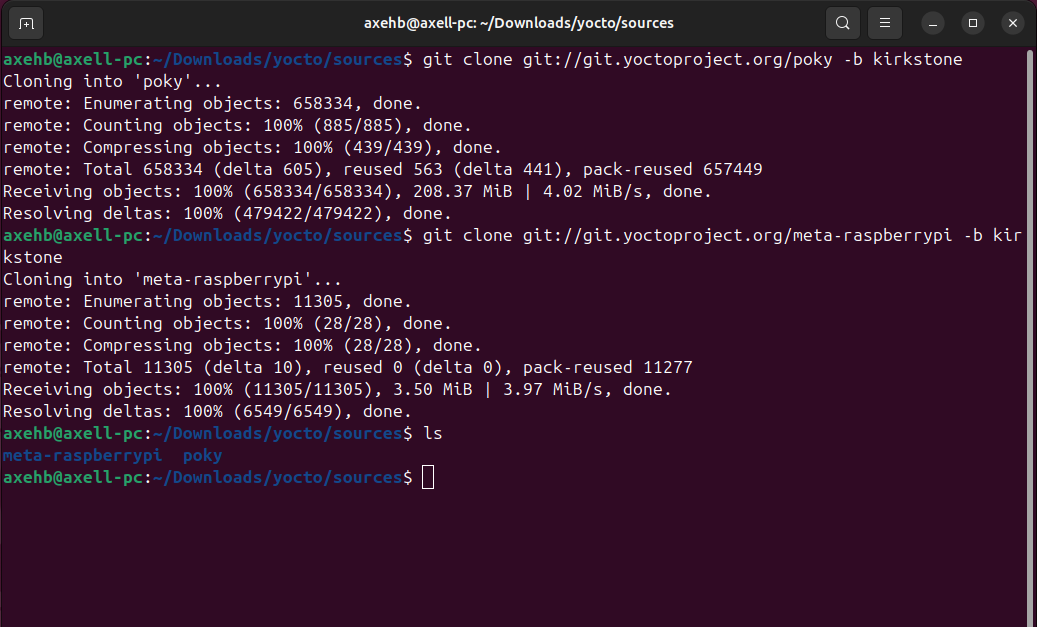 axehb@axell-pc: ~/Downloads/yocto/sources
axehb@axell-pc:~/Downloads/yocto/sources$ git clone git://git.yoctoproject.org/poky -b kirkstone
Cloning into 'poky'...
remote: Enumerating objects: 658334, done.
remote: Counting objects: 100% (885/885), done.
remote: Compressing objects: 100% (439/439), done.
remote: Total 658334 (delta 605), reused 563 (delta 441), pack-reused 657449
Receiving objects: 100% (658334/658334), 208.37 MiB | 4.02 MiB/s, done.
Resolving deltas: 100% (479422/479422), done.
axehb@axell-pc:~/Downloads/yocto/sources$ git clone git://git.yoctoproject.org/meta-raspberrypi -b kir
kstone
Cloning into 'meta-raspberrypi'...
remote: Enumerating objects: 11305, done.
remote: Counting objects: 100% (28/28), done.
remote: Compressing objects: 100% (28/28), done.
remote: Total 11305 (delta 10), reused 0 (delta 0), pack-reused 11277
Receiving objects: 100% (11305/11305), 3.50 MiB | 3.97 MiB/s, done.
Resolving deltas: 100% (6549/6549), done.
axehb@axell-pc:~/Downloads/yocto/sources$ ls
meta-raspberrypi  poky
axehb@axell-pc:~/Downloads/yocto/sources$